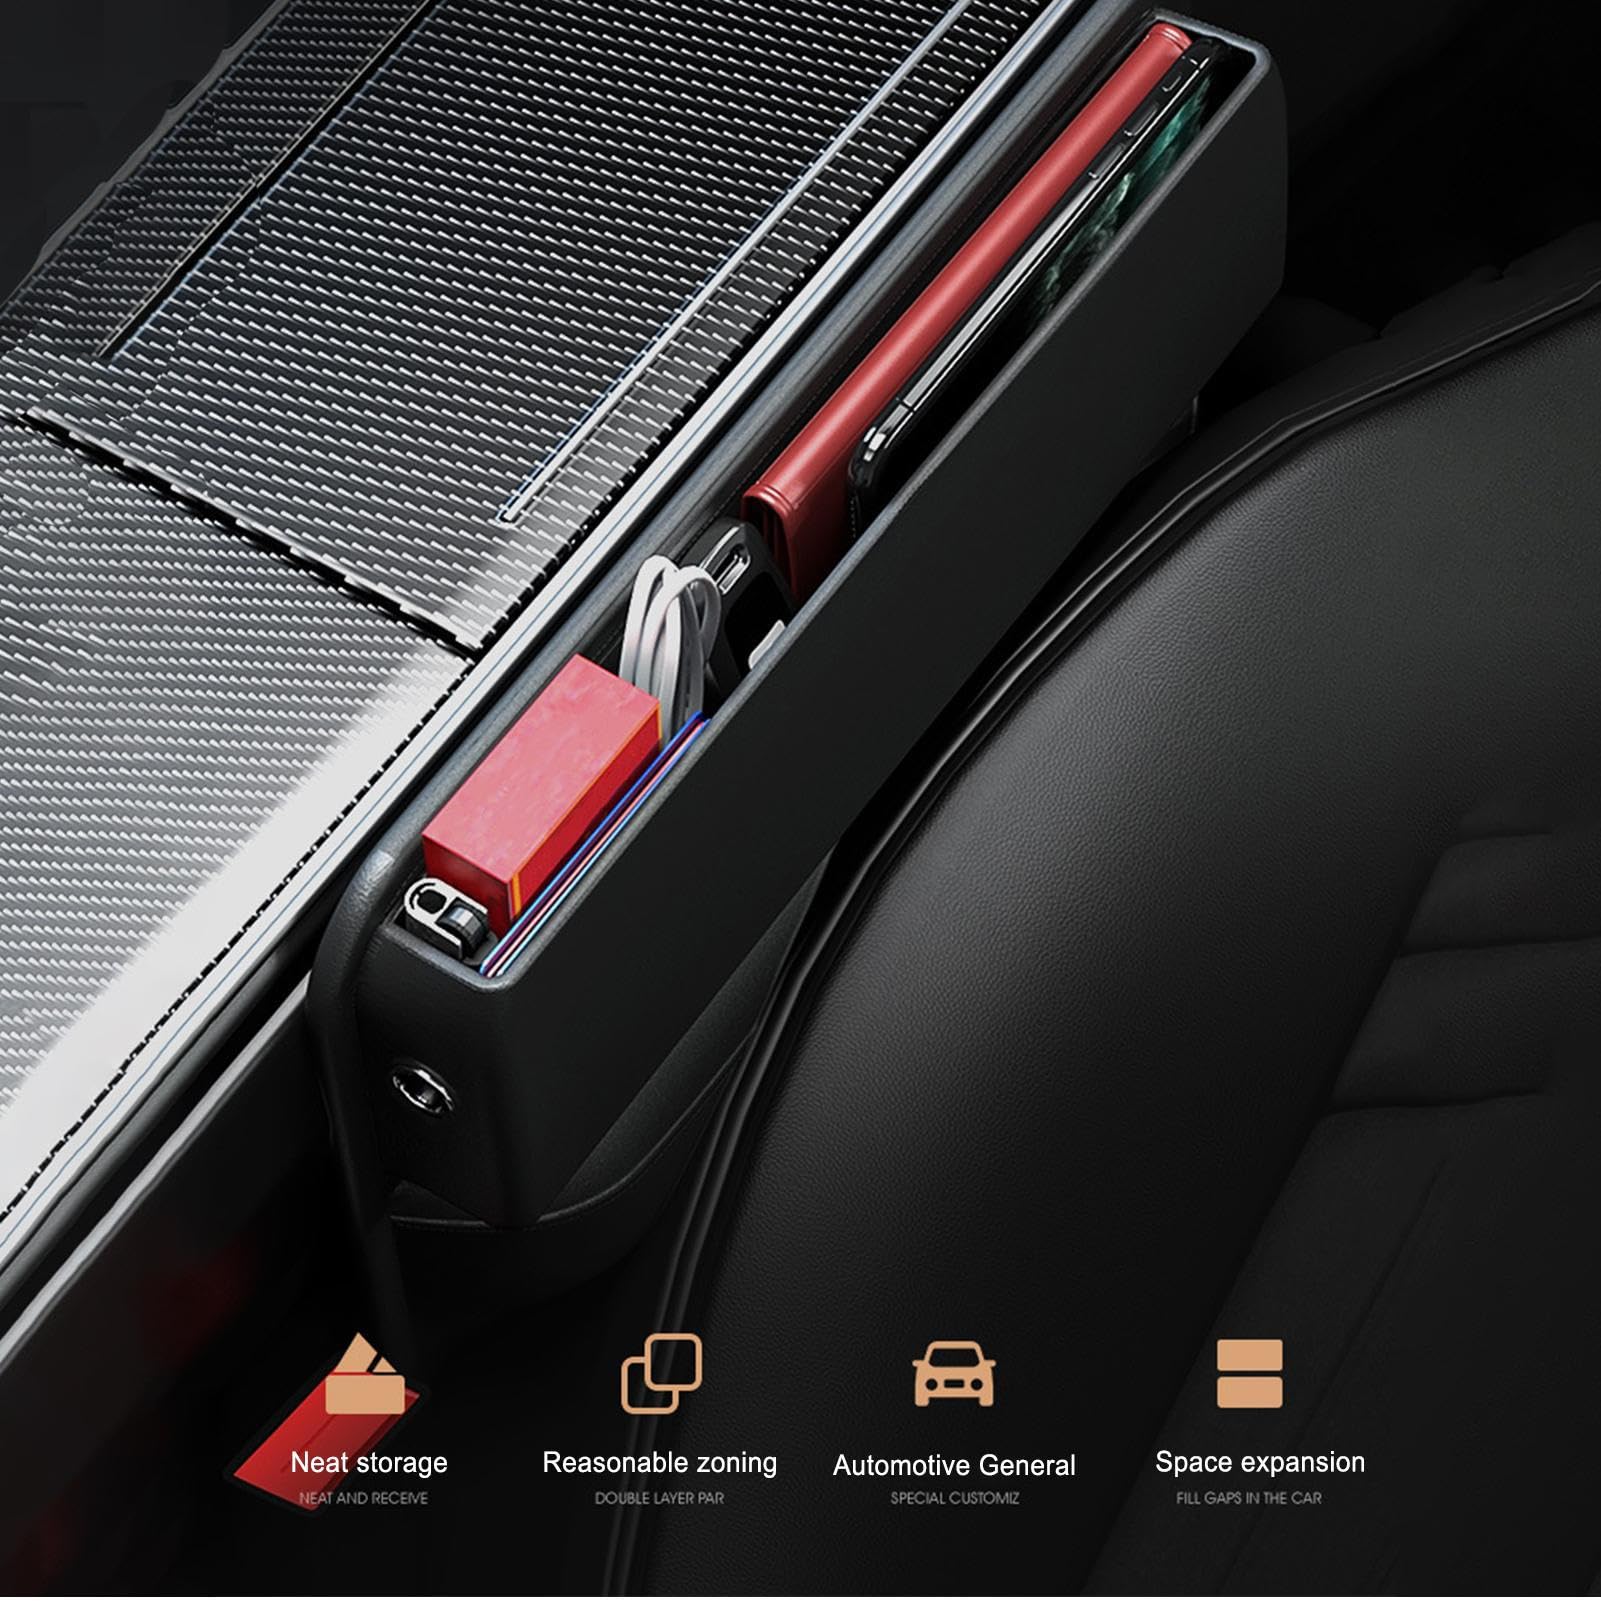 Neat storage
NEAT AND RECEIVE
Reasonable zoning
DOUBLE LAYER PAR
Automotive General
SPECIAL CUSTOMIZ
Space expansion
FILL GAPS IN THE CAR